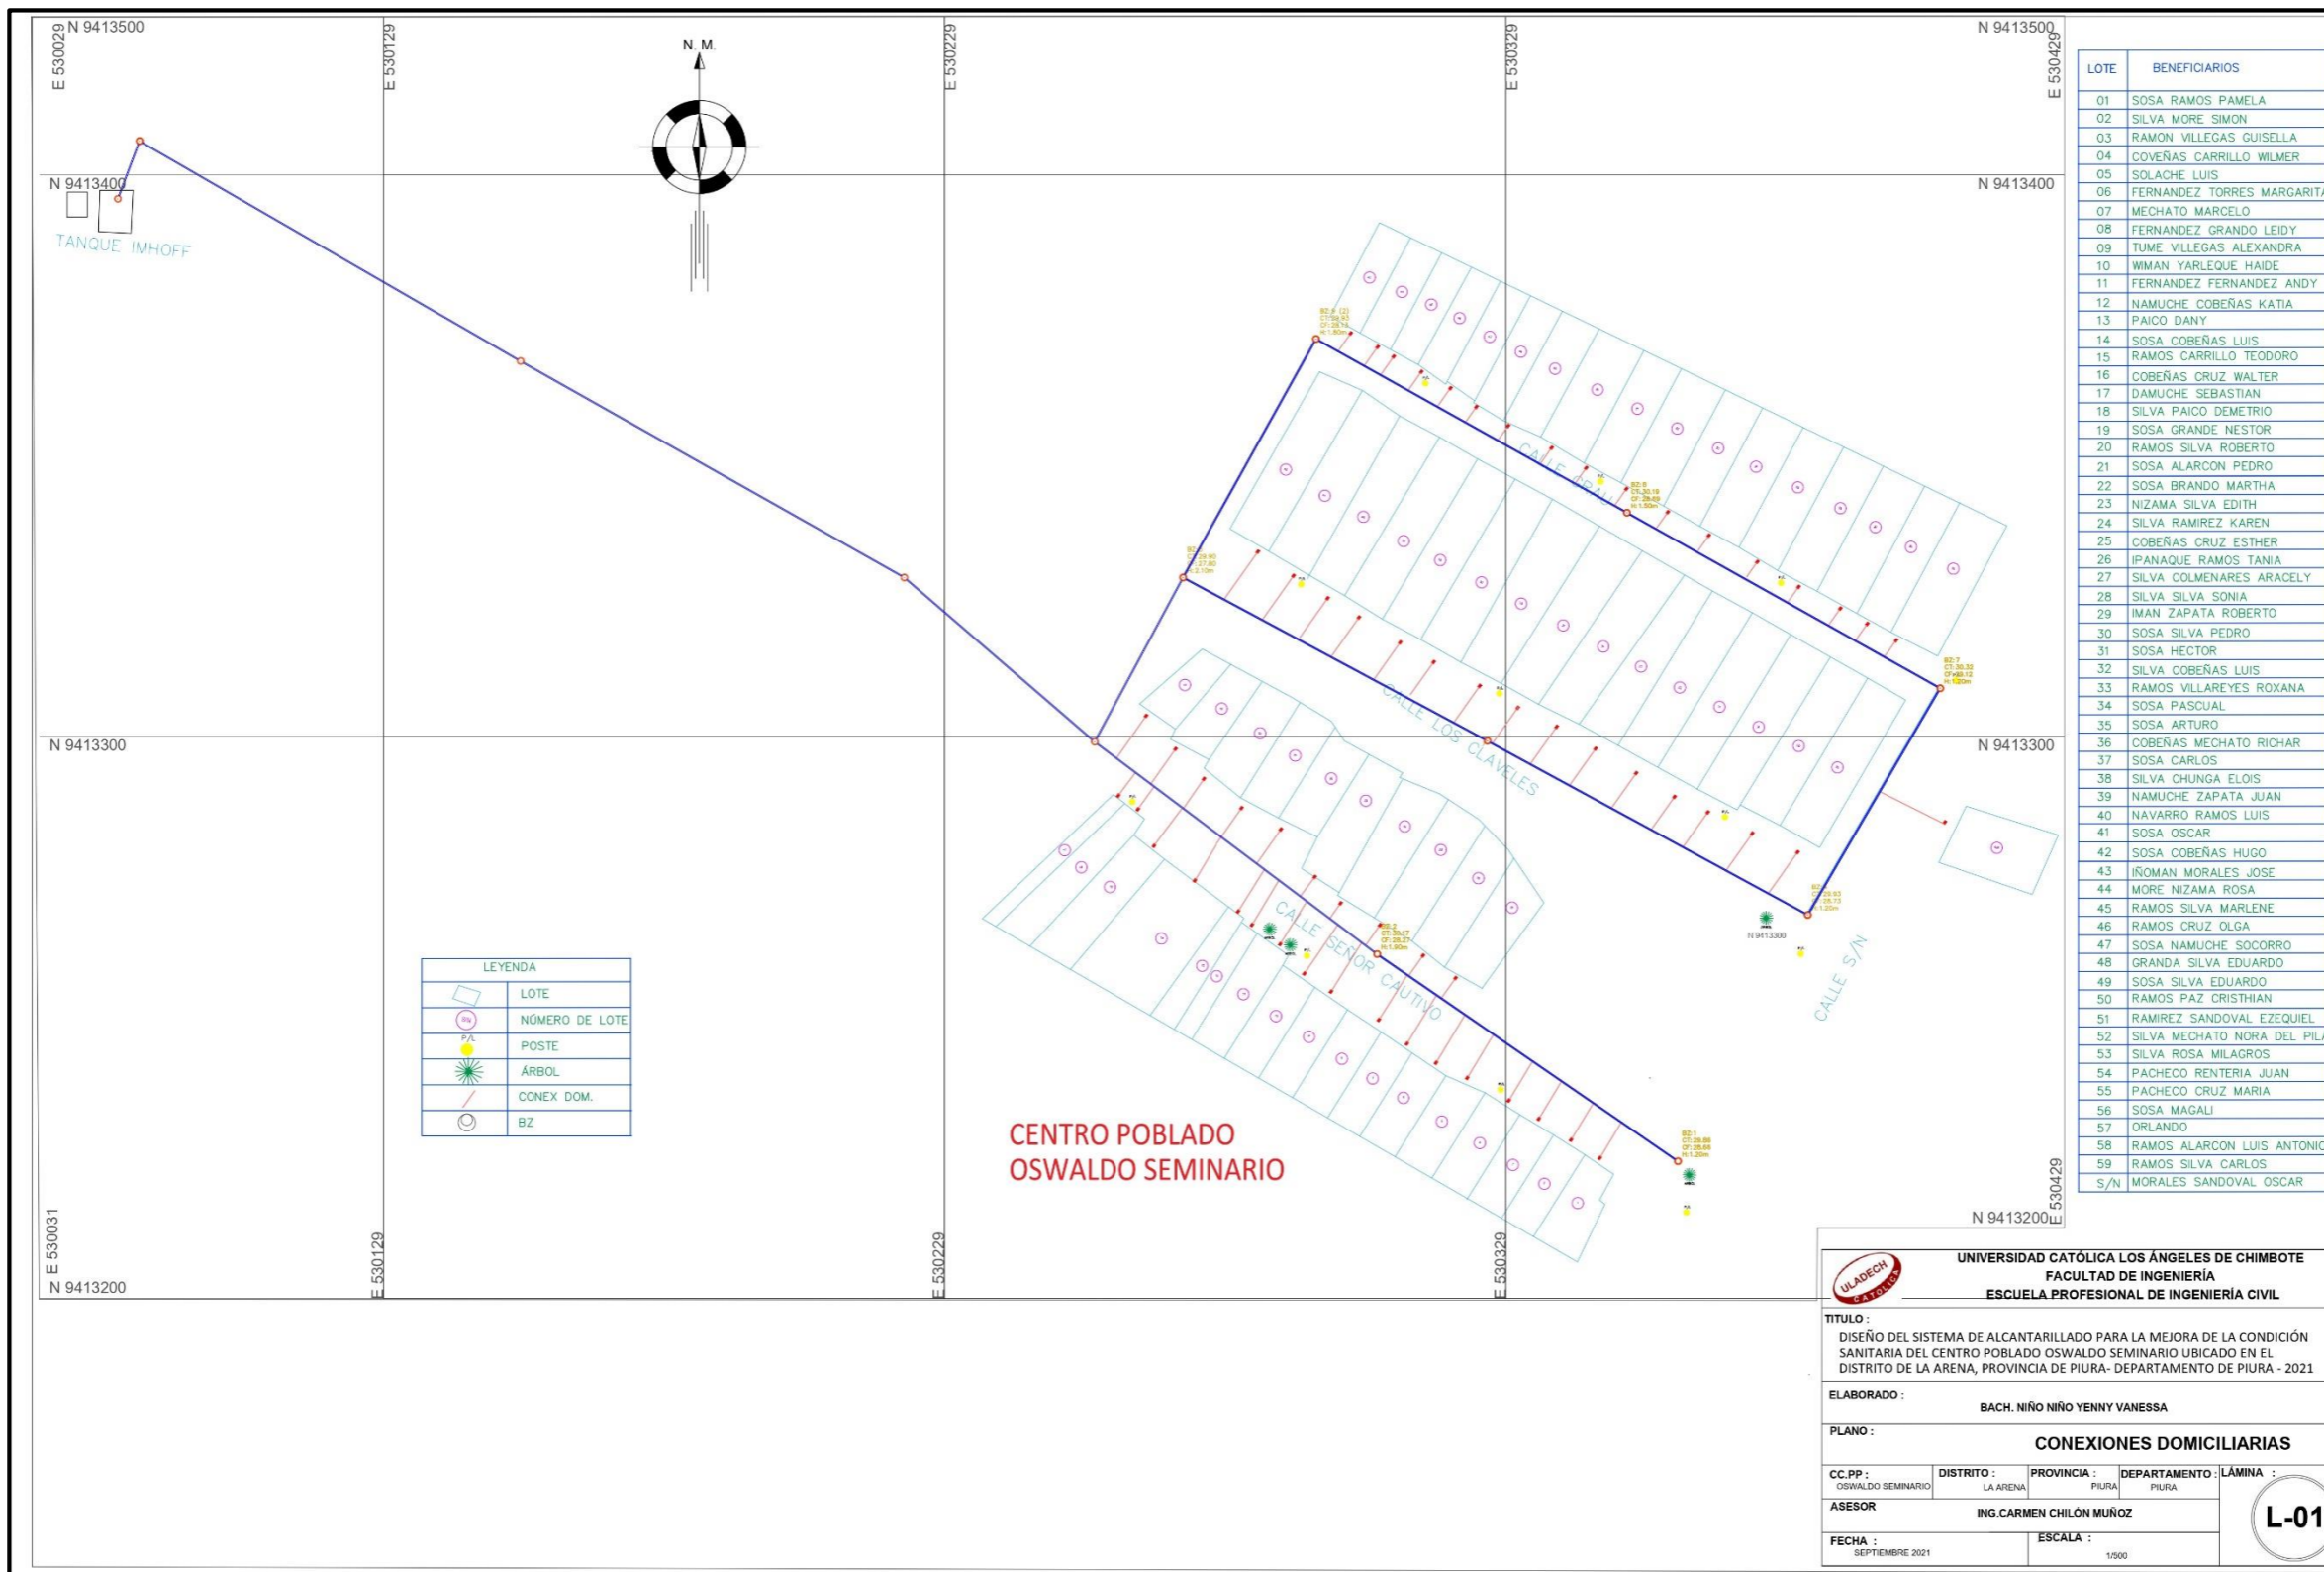 E 530029
N 9413500
E 530129
N. M.
E 530229
E 530329
N 9413500
E 530429
N 9413400
N 9413400
TANQUE IMHOFF
CALLE GRAU
CALLE LOS CLAVELES
N 9413300
N 9413300
CALLE SEÑOR CAUTIVO
N 9413300
CALLE S/N
CENTRO POBLADO
OSWALDO SEMINARIO
E 530031
N 9413200
E 530129
E 530229
E 530329
N 9413200
E 530429
LEYENDA
LOTE
NÚMERO DE LOTE
P/L
POSTE
ÁRBOL
CONEX DOM.
BZ
LOTE BENEFICIARIOS
01 SOSA RAMOS PAMELA
02 SILVA MORE SIMON
03 RAMON VILLEGAS GUISELLA
04 COVEÑAS CARRILLO WILMER
05 SOLACHE LUIS
06 FERNANDEZ TORRES MARGARITA
07 MECHATO MARCELO
08 FERNANDEZ GRANDO LEIDY
09 TUME VILLEGAS ALEXANDRA
10 WIMAN YARLEQUE HAIDE
11 FERNANDEZ FERNANDEZ ANDY
12 NAMUCHE COBEÑAS KATIA
13 PAICO DANY
14 SOSA COBEÑAS LUIS
15 RAMOS CARRILLO TEODORO
16 COBEÑAS CRUZ WALTER
17 DAMUCHE SEBASTIAN
18 SILVA PAICO DEMETRIO
19 SOSA GRANDE NESTOR
20 RAMOS SILVA ROBERTO
21 SOSA ALARCON PEDRO
22 SOSA BRANDO MARTHA
23 NIZAMA SILVA EDITH
24 SILVA RAMIREZ KAREN
25 COBEÑAS CRUZ ESTHER
26 IPANAQUE RAMOS TANIA
27 SILVA COLMENARES ARACELY
28 SILVA SILVA SONIA
29 IMAN ZAPATA ROBERTO
30 SOSA SILVA PEDRO
31 SOSA HECTOR
32 SILVA COBEÑAS LUIS
33 RAMOS VILLAREYES ROXANA
34 SOSA PASCUAL
35 SOSA ARTURO
36 COBEÑAS MECHATO RICHAR
37 SOSA CARLOS
38 SILVA CHUNGA ELOIS
39 NAMUCHE ZAPATA JUAN
40 NAVARRO RAMOS LUIS
41 SOSA OSCAR
42 SOSA COBEÑAS HUGO
43 IÑOMAN MORALES JOSE
44 MORE NIZAMA ROSA
45 RAMOS SILVA MARLENE
46 RAMOS CRUZ OLGA
47 SOSA NAMUCHE SOCORRO
48 GRANDA SILVA EDUARDO
49 SOSA SILVA EDUARDO
50 RAMOS PAZ CRISTHIAN
51 RAMIREZ SANDOVAL EZEQUIEL
52 SILVA MECHATO NORA DEL PILA
53 SILVA ROSA MILAGROS
54 PACHECO RENTERIA JUAN
55 PACHECO CRUZ MARIA
56 SOSA MAGALI
57 ORLANDO
58 RAMOS ALARCON LUIS ANTONIO
59 RAMOS SILVA CARLOS
S/N MORALES SANDOVAL OSCAR
ULADECH
CATOLICA
UNIVERSIDAD CATÓLICA LOS ÁNGELES DE CHIMBOTE
FACULTAD DE INGENIERÍA
ESCUELA PROFESIONAL DE INGENIERÍA CIVIL
TITULO :
DISEÑO DEL SISTEMA DE ALCANTARILLADO PARA LA MEJORA DE LA CONDICIÓN
SANITARIA DEL CENTRO POBLADO OSWALDO SEMINARIO UBICADO EN EL
DISTRITO DE LA ARENA, PROVINCIA DE PIURA- DEPARTAMENTO DE PIURA - 2021
ELABORADO :
BACH. NIÑO NIÑO YENNY VANESSA
PLANO :
CONEXIONES DOMICILIARIAS
CC.PP : DISTRITO : PROVINCIA : DEPARTAMENTO : LÁMINA :
OSWALDO SEMINARIO LA ARENA PIURA PIURA
ASESOR
ING.CARMEN CHILÓN MUÑOZ
L-01
FECHA : ESCALA :
SEPTIEMBRE 2021 1/500